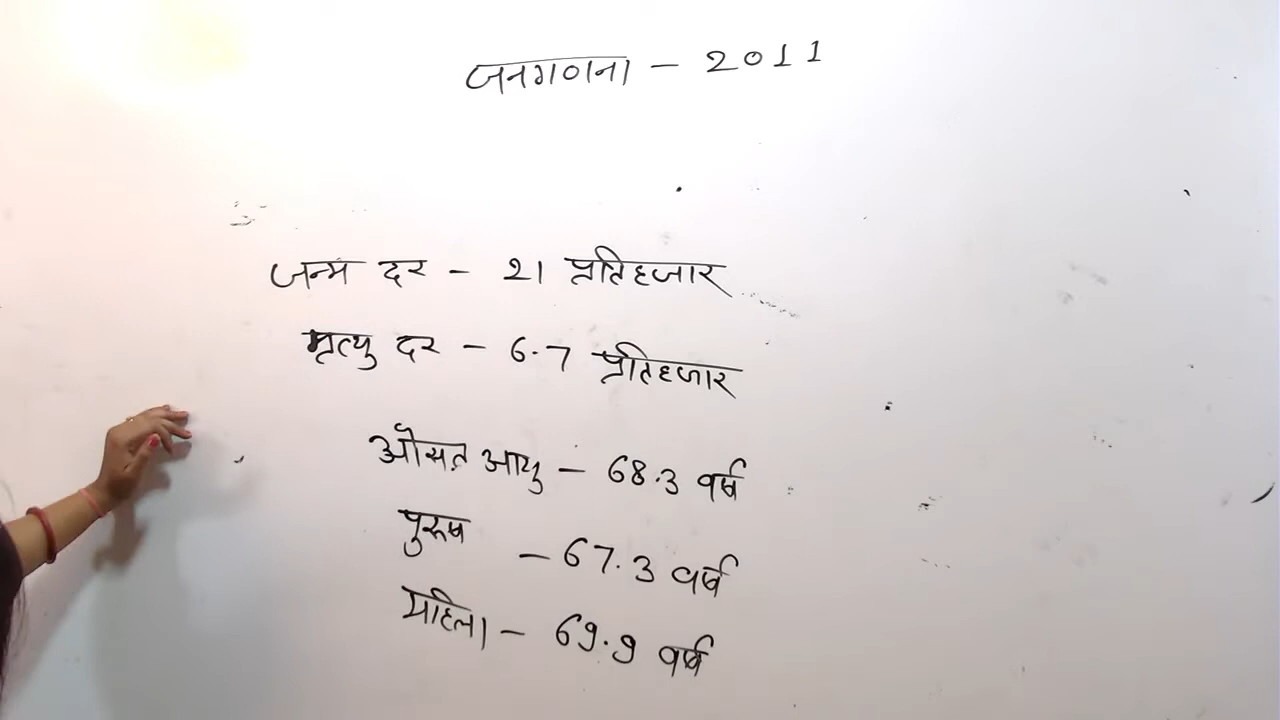 जनगणना - 2011
जन्म दर - 21 प्रतिहजार
मृत्यु दर - 6.7 प्रतिहजार
औसत आयु - 68.3 वर्ष
पुरुष - 67.3 वर्ष
महिला - 69.9 वर्ष